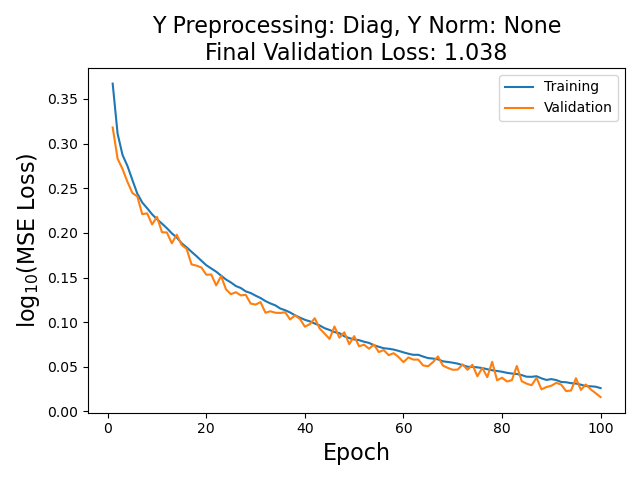 Y Preprocessing: Diag, Y Norm: None
Final Validation Loss: 1.038
Training
Validation
log₁₀(MSE Loss)
0.35
0.30
0.25
0.20
0.15
0.10
0.05
0.00
0 20 40 60 80 100
Epoch